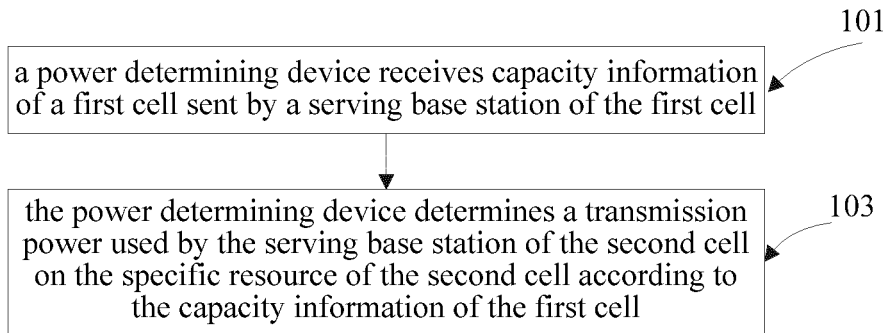 101
a power determining device receives capacity information
of a first cell sent by a serving base station of the first cell
103
the power determining device determines a transmission
power used by the serving base station of the second cell
on the specific resource of the second cell according to
the capacity information of the first cell